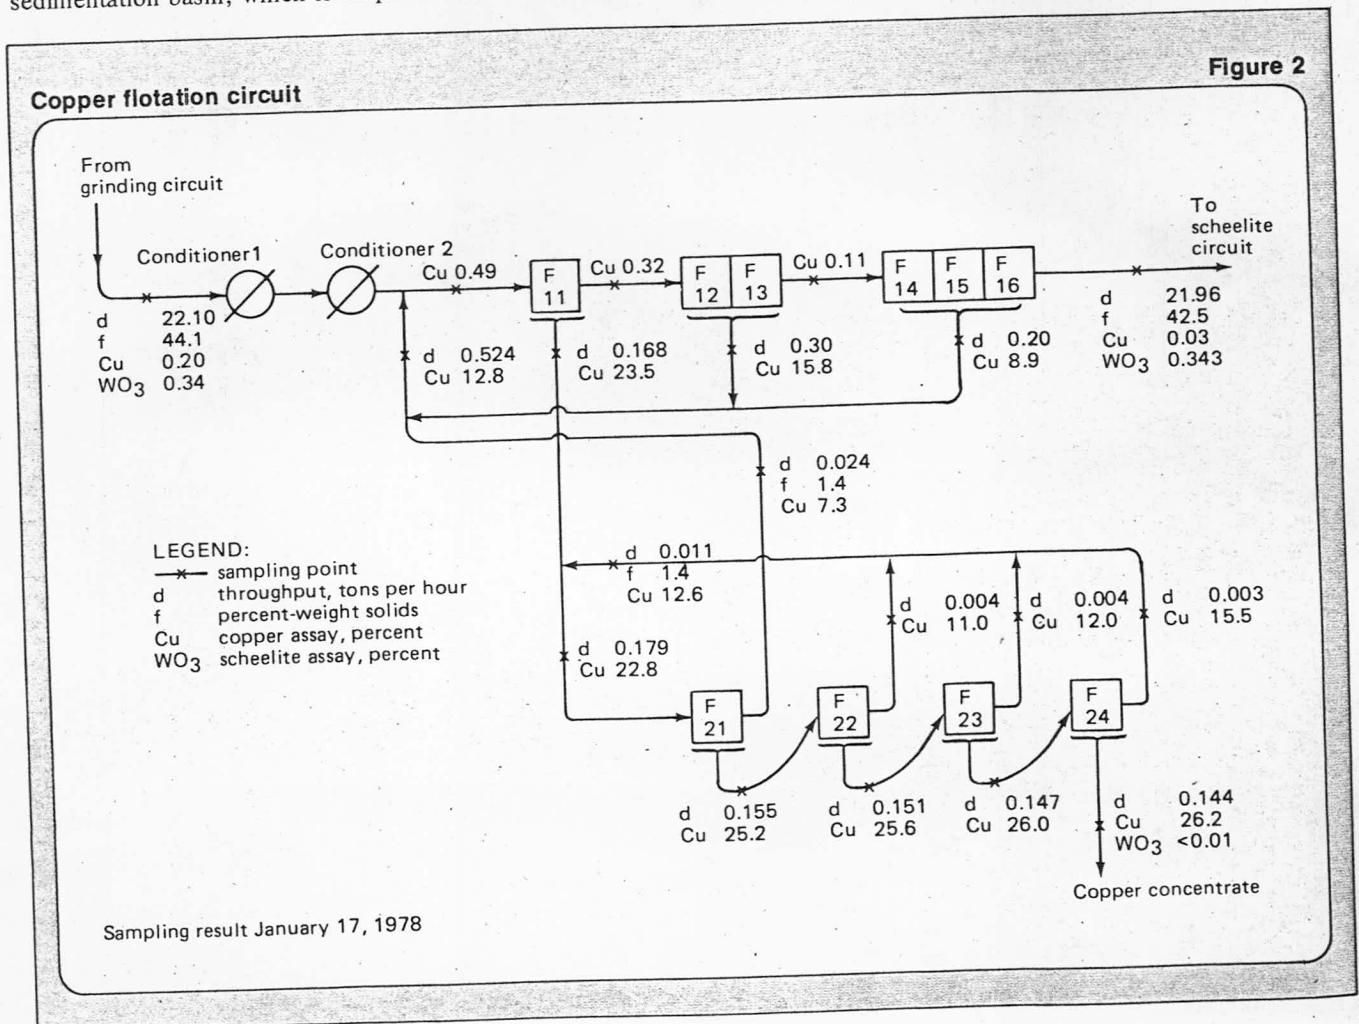 sedimentation basin,
Figure 2
Copper flotation circuit
From
grinding circuit
To
scheelite
circuit
Conditioner 1
Conditioner 2
Cu 0.49
F
11
Cu 0.32
F
12
F
13
Cu 0.11
F
14
F
15
F
16
d 22.10
f 44.1
Cu 0.20
WO3 0.34
d 0.524
Cu 12.8
d 0.168
Cu 23.5
d 0.30
Cu 15.8
d 0.20
Cu 8.9
d 21.96
f 42.5
Cu 0.03
WO3 0.343
d 0.024
f 1.4
Cu 7.3
LEGEND:
sampling point
d throughput, tons per hour
f percent-weight solids
Cu copper assay, percent
WO3 scheelite assay, percent
d 0.011
f 1.4
Cu 12.6
d 0.004
Cu 11.0
d 0.004
Cu 12.0
d 0.003
Cu 15.5
d 0.179
Cu 22.8
F
21
F
22
F
23
F
24
d 0.155
Cu 25.2
d 0.151
Cu 25.6
d 0.147
Cu 26.0
d 0.144
Cu 26.2
WO3 <0.01
Copper concentrate
Sampling result January 17, 1978